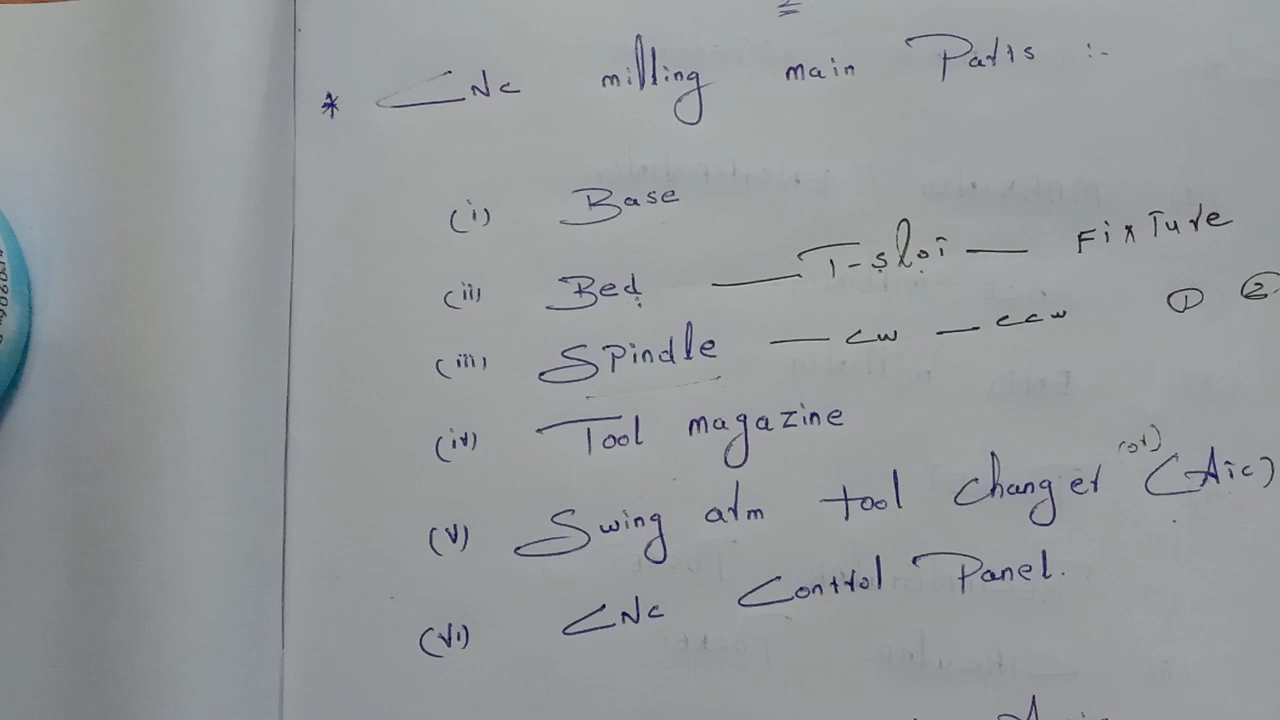 * CNC milling main Parts :-
(i) Base
(ii) Bed — T-slot — Fixture
(iii) Spindle — cw — ccw ① ②
(iv) Tool magazine
(v) Swing arm tool changer (or) (Atc)
(vi) CNC Control Panel.